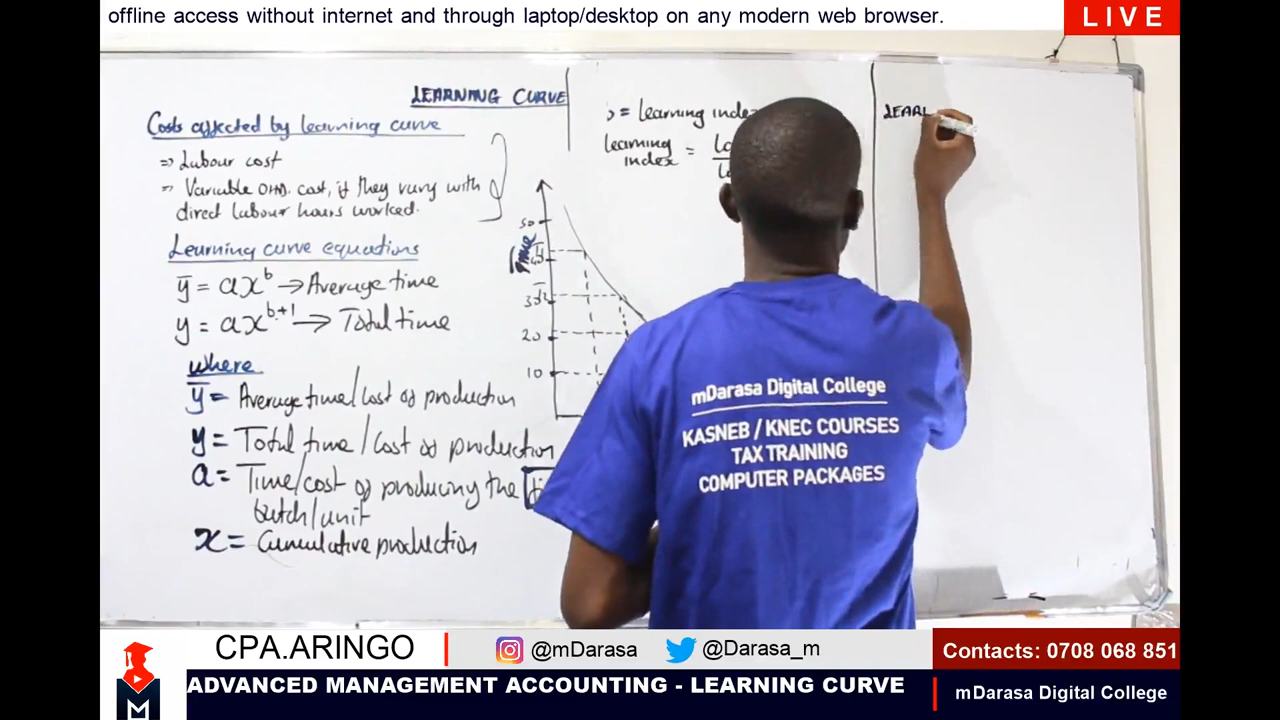 offline access without internet and through laptop/desktop on any modern web browser.
LIVE
LEARNING CURVE
Costs affected by learning curve
⇒ Labour cost
⇒ Variable OHD. cost, if they vary with
direct labour hours worked.
Learning curve equations
ȳ = ax^b → Average time
y = ax^b+1 → Total time
where
ȳ = Average time/cost of production
y = Total time/cost of production
a = Time/cost of producing the
batch/unit
x = Cumulative production
= learning index
learning
index =
Time
50
30
20
10
LEARL
mDarasa Digital College
KASNEB / KNEC COURSES
TAX TRAINING
COMPUTER PACKAGES
CPA.ARINGO
@mDarasa
@Darasa_m
Contacts: 0708 068 851
M
ADVANCED MANAGEMENT ACCOUNTING - LEARNING CURVE
mDarasa Digital College